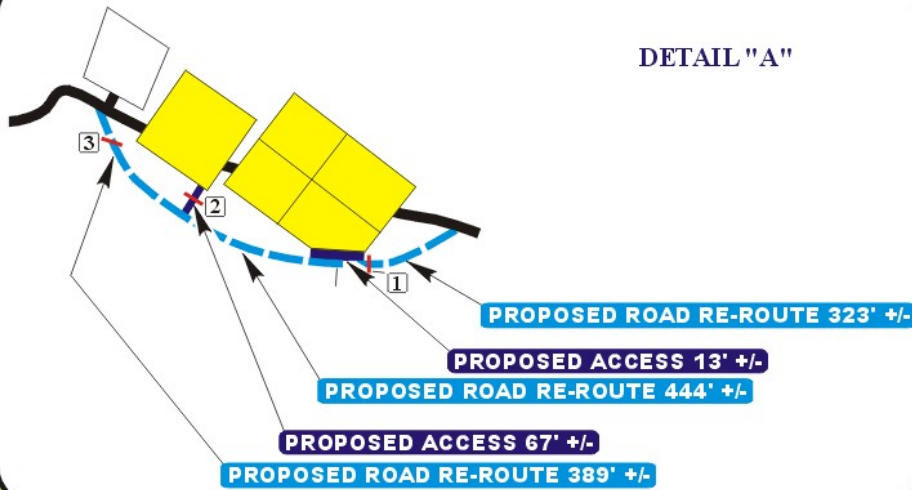 DETAIL "A"
3
2
1
PROPOSED ROAD RE-ROUTE 323' +/-
PROPOSED ACCESS 13' +/-
PROPOSED ROAD RE-ROUTE 444' +/-
PROPOSED ACCESS 67' +/-
PROPOSED ROAD RE-ROUTE 389' +/-